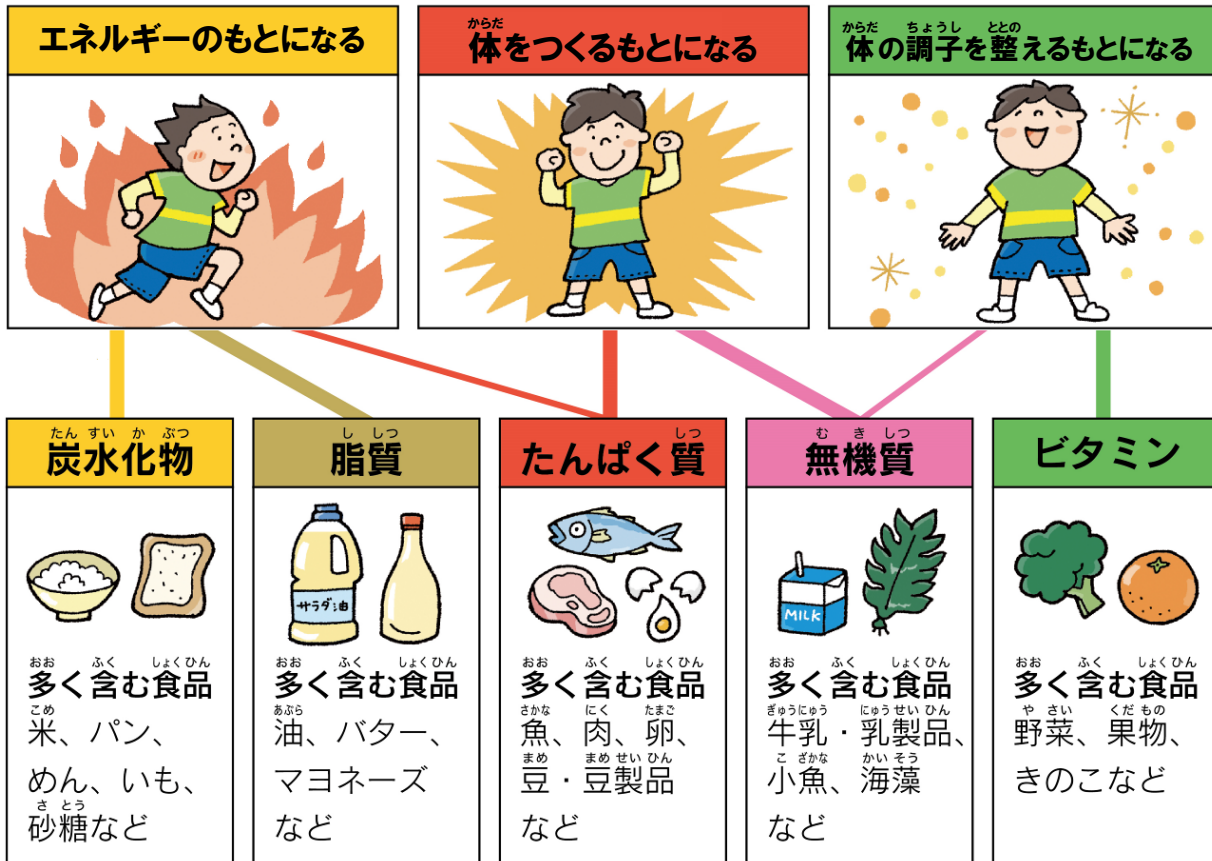 エネルギーのもとになる
体をつくるもとになる
体の調子を整えるもとになる
炭水化物
多く含む食品
米、パン、
めん、いも、
砂糖など
脂質
サラダ油
多く含む食品
油、バター、
マヨネーズ
など
たんぱく質
多く含む食品
魚、肉、卵、
豆・豆製品
など
無機質
MILK
多く含む食品
牛乳・乳製品、
小魚、海藻
など
ビタミン
多く含む食品
野菜、果物、
きのこなど